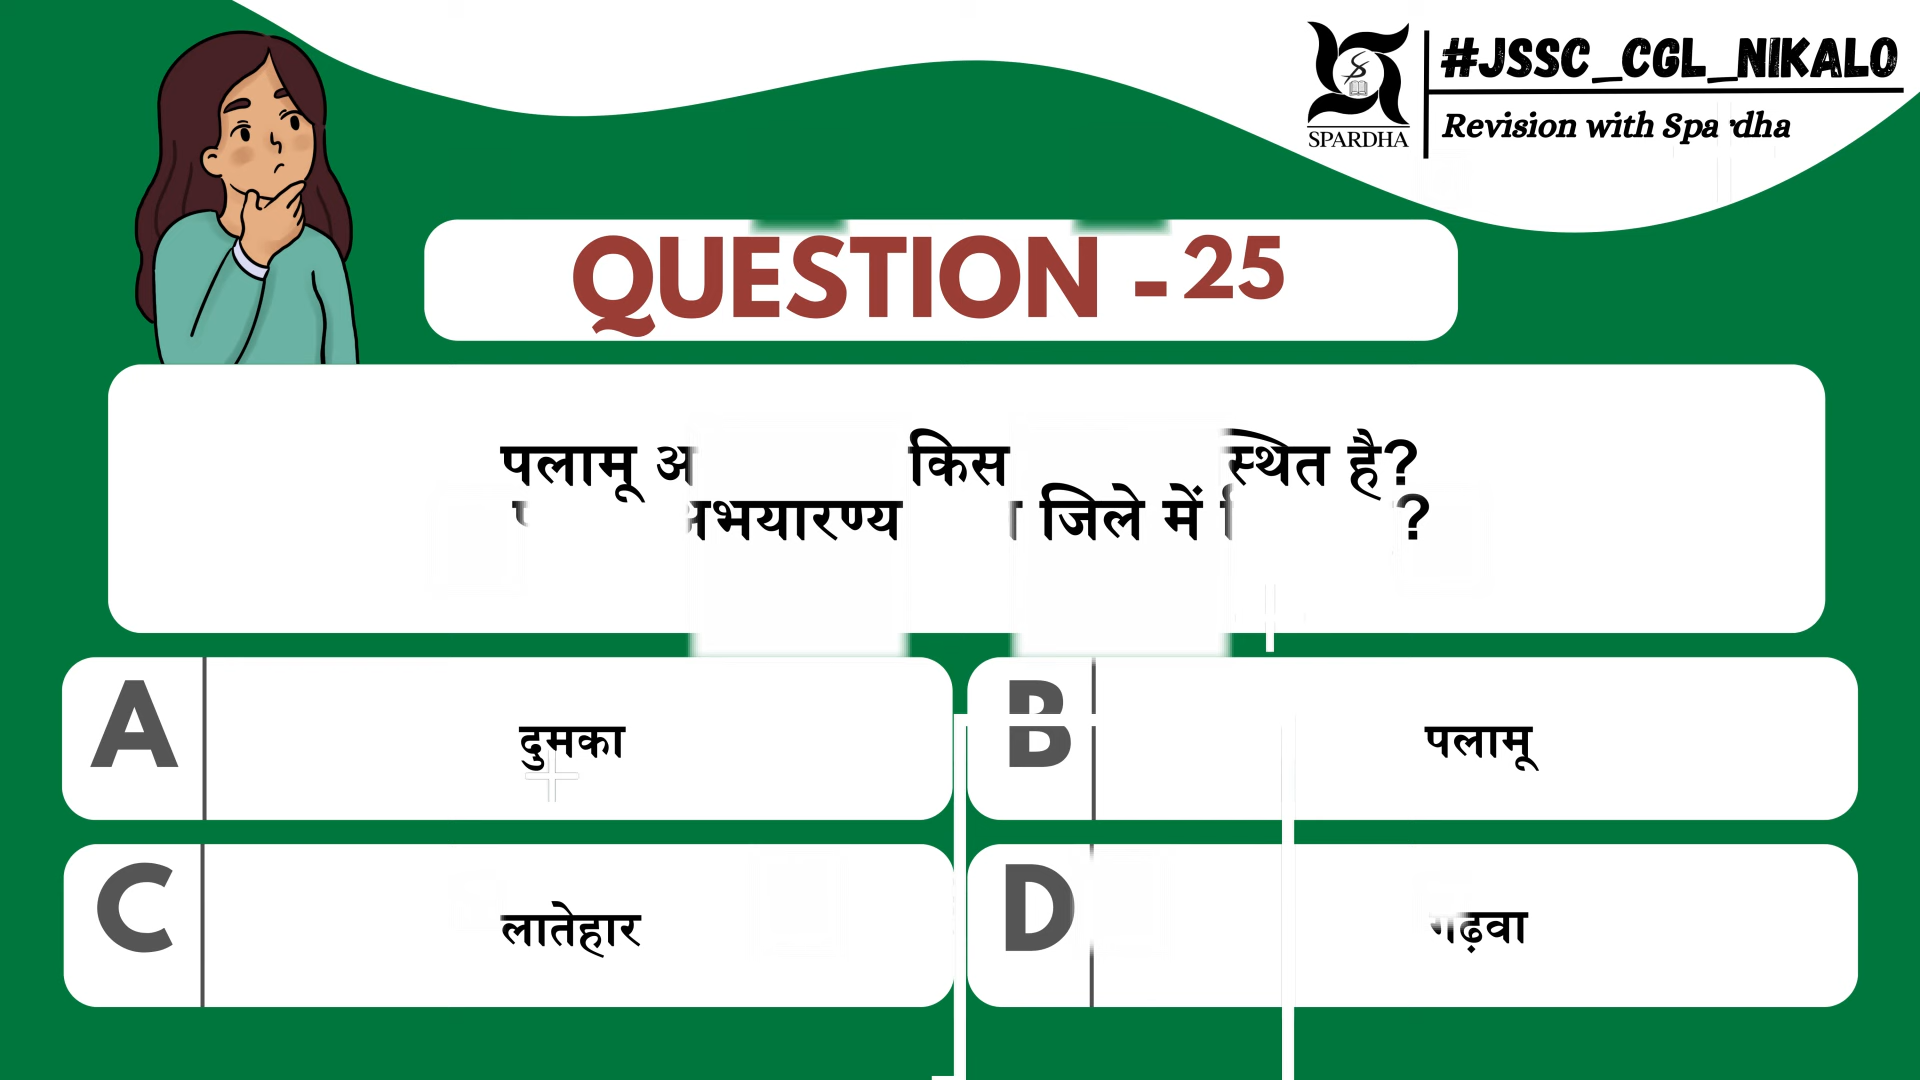 #JSSC_CGL_NIKALO
SPARDHA
Revision with Spardha
QUESTION - 25
पलामू किस स्थित है?
अभयारण्य जिले में ?
A
दुमका
B
पलामू
C
लातेहार
D
गढ़वा